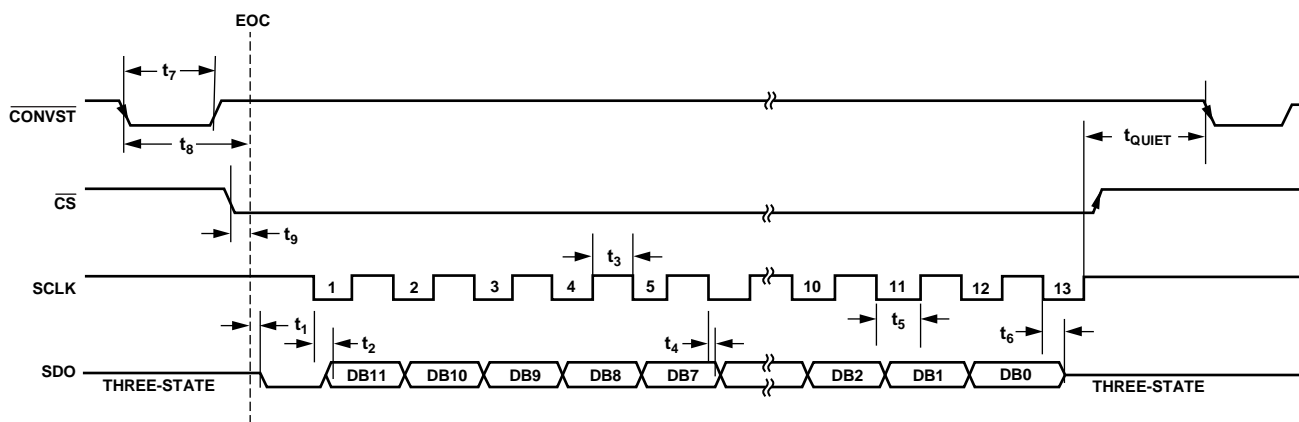 EOC
t7
CONVST
t8
tQUIET
CS
t9
t3
SCLK
1 2 3 4 5 10 11 12 13
t1
t2
t4
t5
t6
SDO
THREE-STATE
DB11 DB10 DB9 DB8 DB7 DB2 DB1 DB0
THREE-STATE